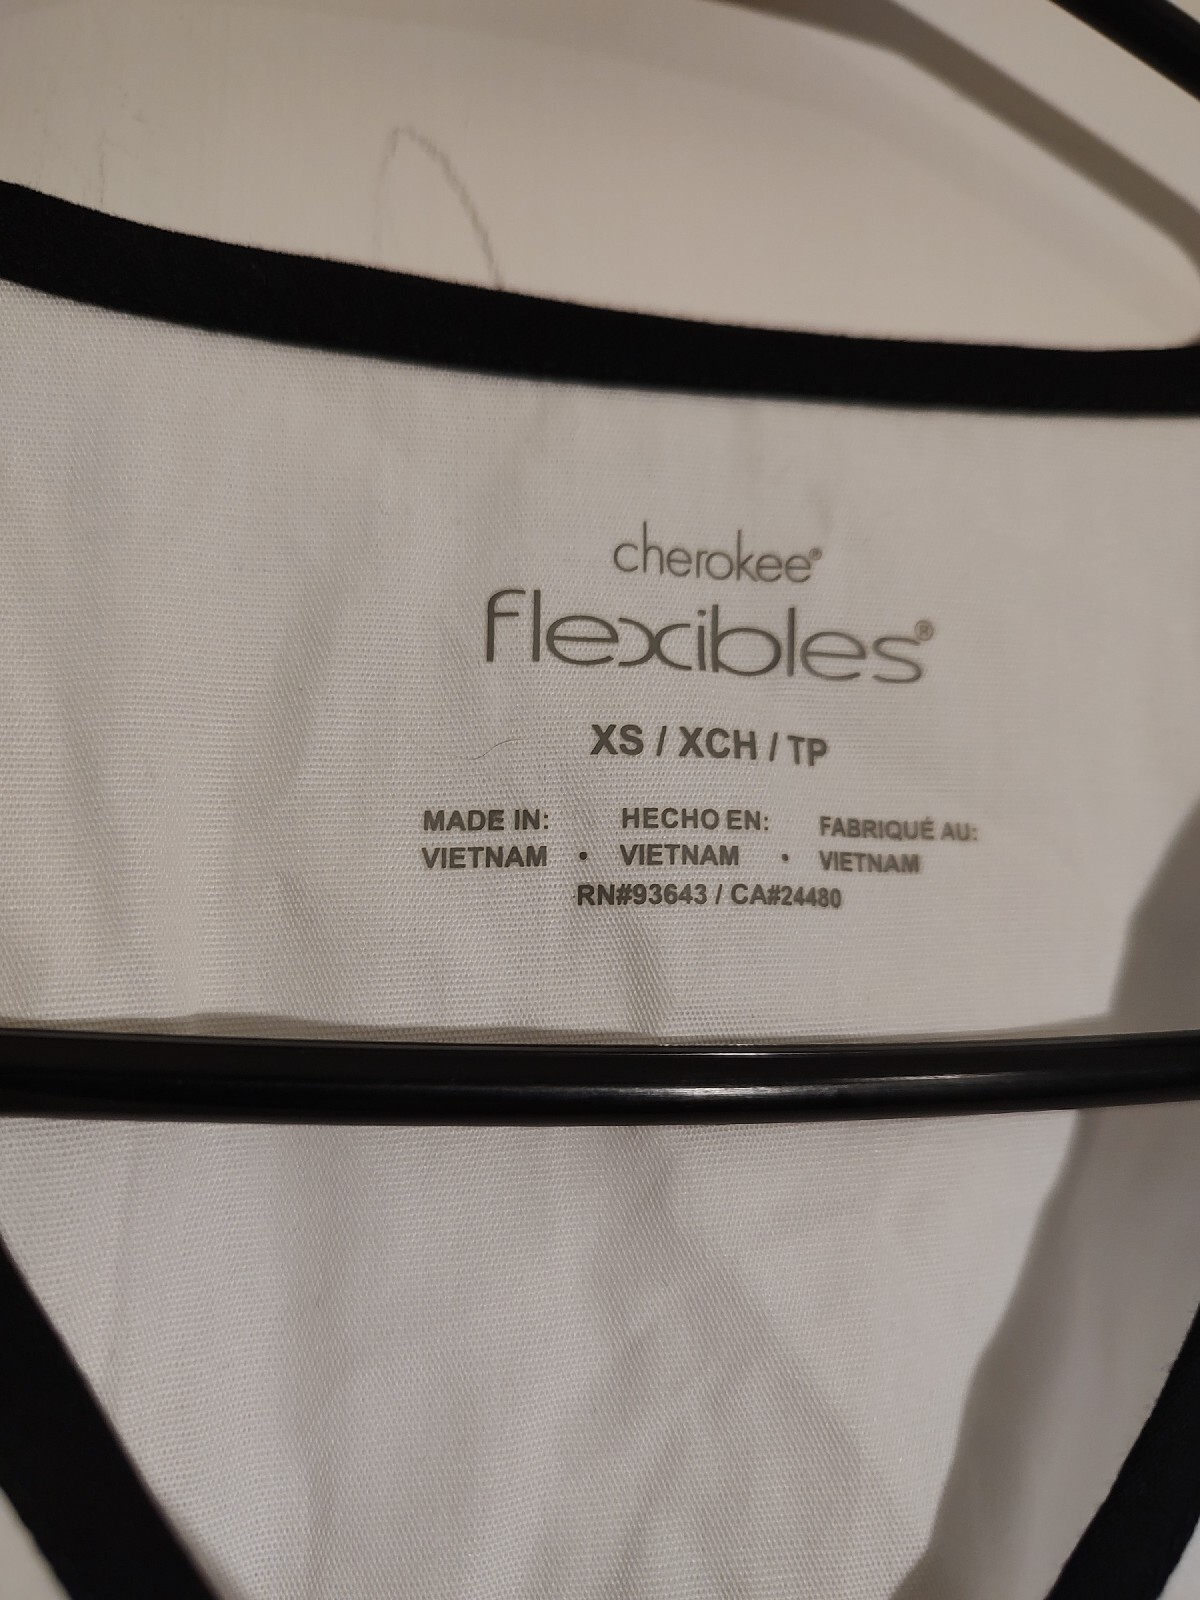 cherokee®
flexibles®
XS / XCH / TP
MADE IN: HECHO EN: FABRIQUÉ AU:
VIETNAM • VIETNAM • VIETNAM
RN#93643 / CA#24480